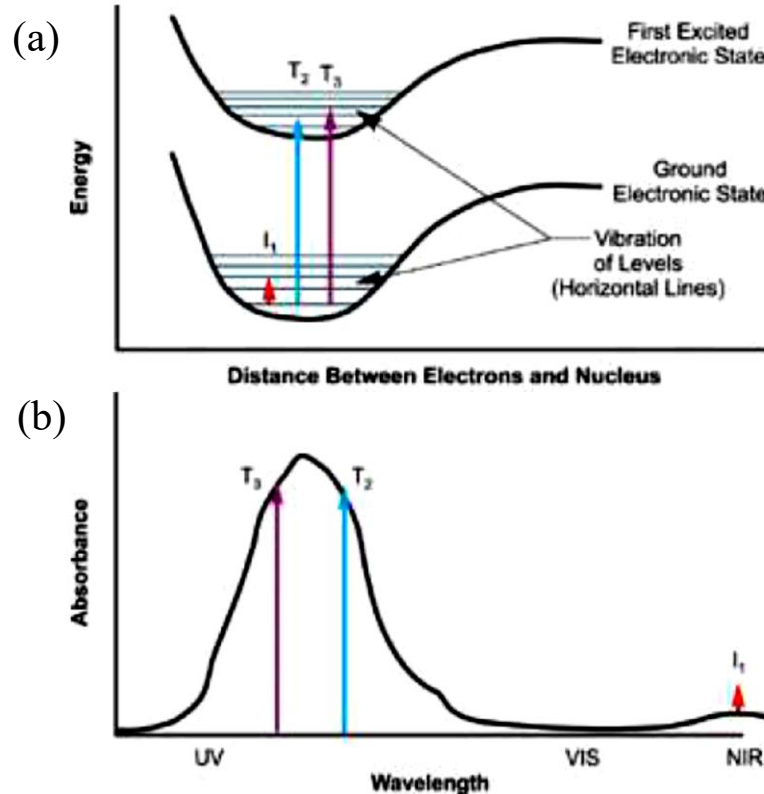 (a)
First Excited
Electronic State
T₂ T₃
Energy
Ground
Electronic State
I₁
Vibration
of Levels
(Horizontal Lines)
Distance Between Electrons and Nucleus
(b)
T₃ T₂
Absorbance
I₁
UV VIS NIR
Wavelength